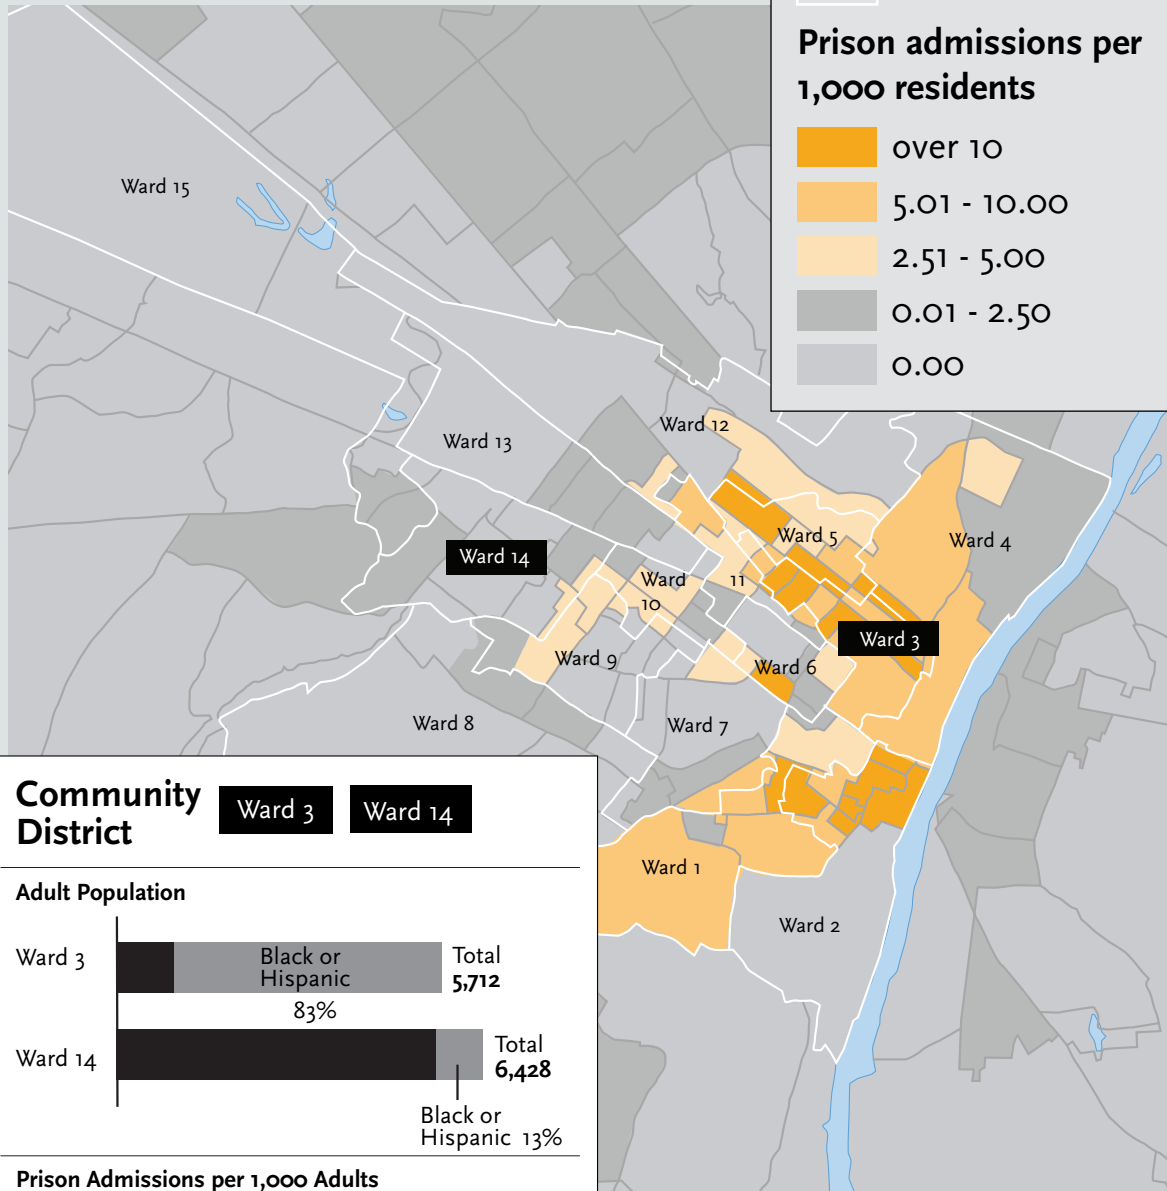 Prison admissions per
1,000 residents
over 10
5.01 - 10.00
2.51 - 5.00
0.01 - 2.50
0.00
Ward 15
Ward 12
Ward 13
Ward 5
Ward 4
Ward 14
Ward
10
11
Ward 3
Ward 9
Ward 6
Ward 8
Ward 7
Ward 1
Ward 2
Community
District
Ward 3
Ward 14
Adult Population
Ward 3
Black or
Hispanic
Total
5,712
83%
Ward 14
Total
6,428
Black or
Hispanic 13%
Prison Admissions per 1,000 Adults